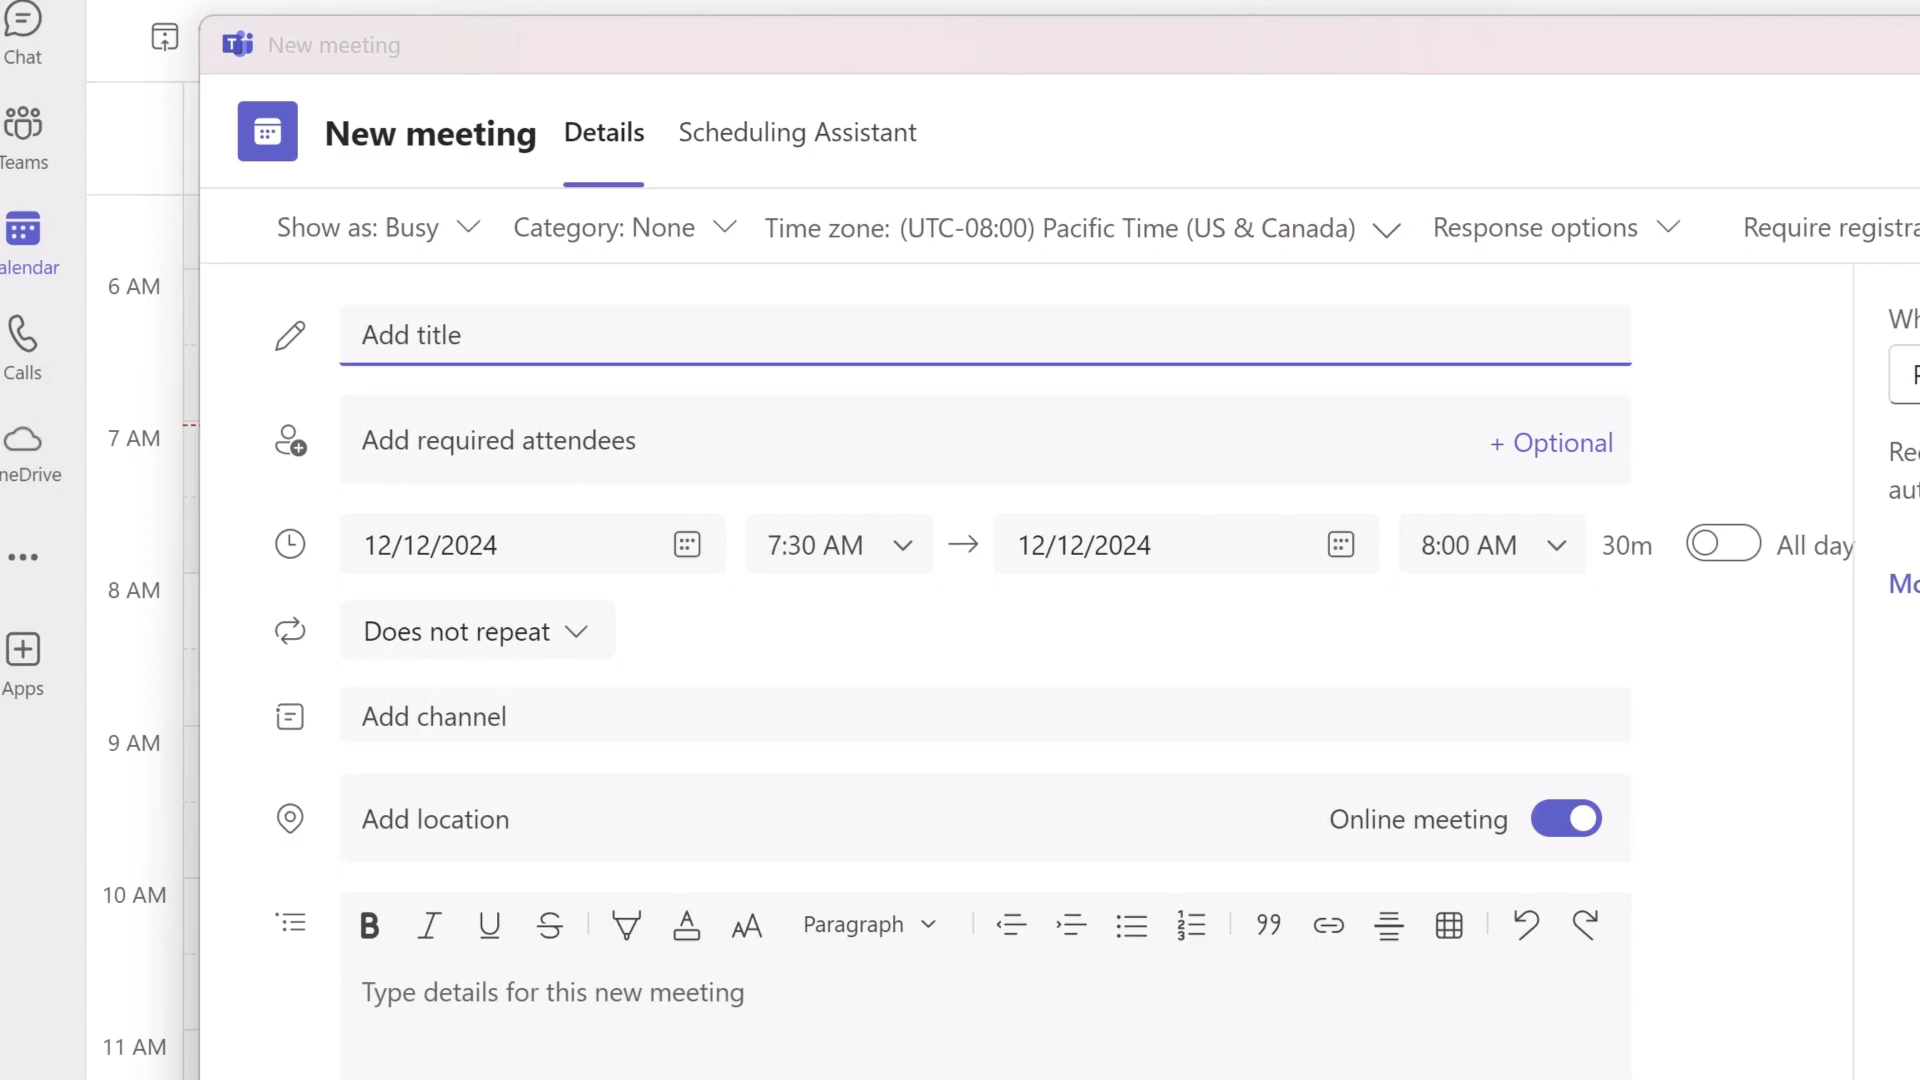 Chat
Teams
alendar
Calls
neDrive
Apps
6 AM
7 AM
8 AM
9 AM
10 AM
11 AM
New meeting
New meeting
Details
Scheduling Assistant
Show as: Busy
Category: None
Time zone: (UTC-08:00) Pacific Time (US & Canada)
Response options
Require registra
Add title
Add required attendees
+ Optional
12/12/2024
7:30 AM
12/12/2024
8:00 AM
30m
All day
Does not repeat
Add channel
Add location
Online meeting
Paragraph
Type details for this new meeting
Wh
Rec
aut
Mo